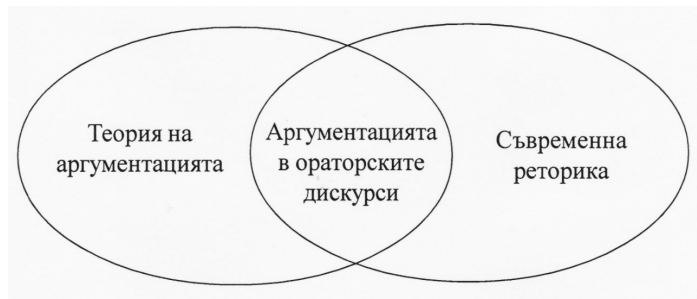 Теория на
аргументацията
Аргументацията
в ораторските
дискурси
Съвременна
реторика